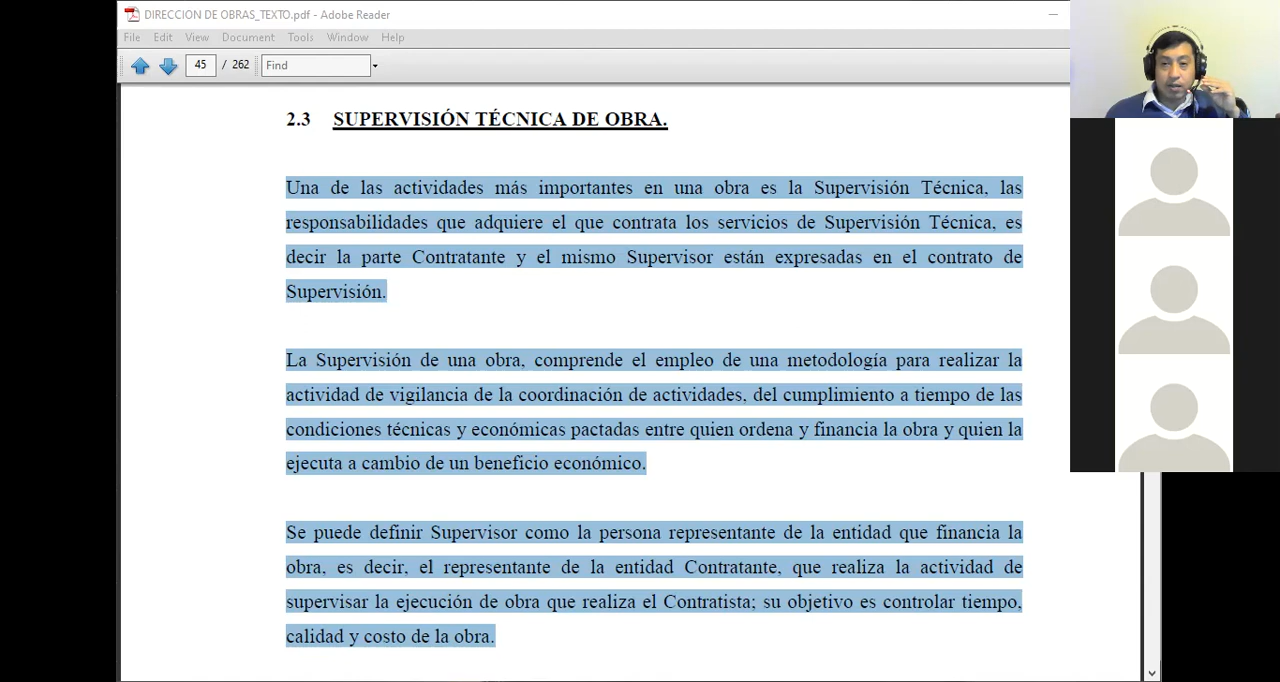 DIRECCION DE OBRAS_TEXTO.pdf - Adobe Reader
File Edit View Document Tools Window Help
45 / 262 Find
2.3 SUPERVISIÓN TÉCNICA DE OBRA.
Una de las actividades más importantes en una obra es la Supervisión Técnica, las
responsabilidades que adquiere el que contrata los servicios de Supervisión Técnica, es
decir la parte Contratante y el mismo Supervisor están expresadas en el contrato de
Supervisión.
La Supervisión de una obra, comprende el empleo de una metodología para realizar la
actividad de vigilancia de la coordinación de actividades, del cumplimiento a tiempo de las
condiciones técnicas y económicas pactadas entre quien ordena y financia la obra y quien la
ejecuta a cambio de un beneficio económico.
Se puede definir Supervisor como la persona representante de la entidad que financia la
obra, es decir, el representante de la entidad Contratante, que realiza la actividad de
supervisar la ejecución de obra que realiza el Contratista; su objetivo es controlar tiempo,
calidad y costo de la obra.